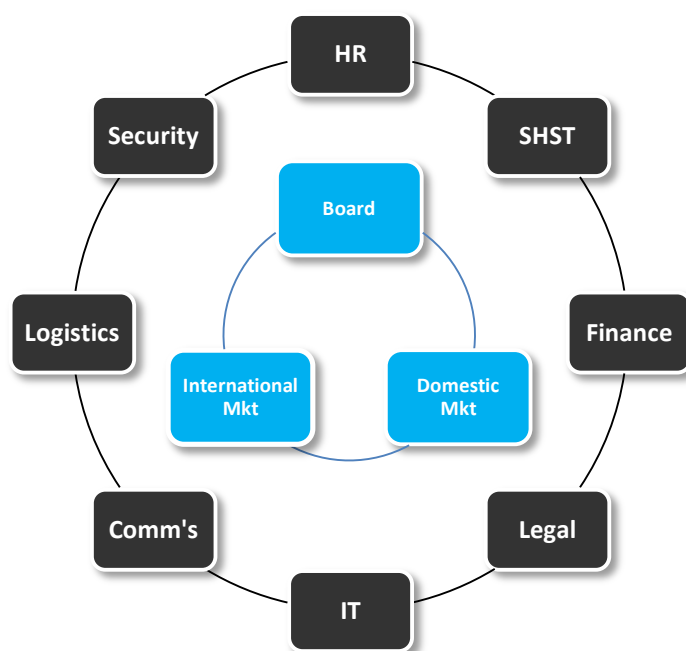 HR
Security
SHST
Board
Logistics
Finance
International
Mkt
Domestic
Mkt
Comm's
Legal
IT